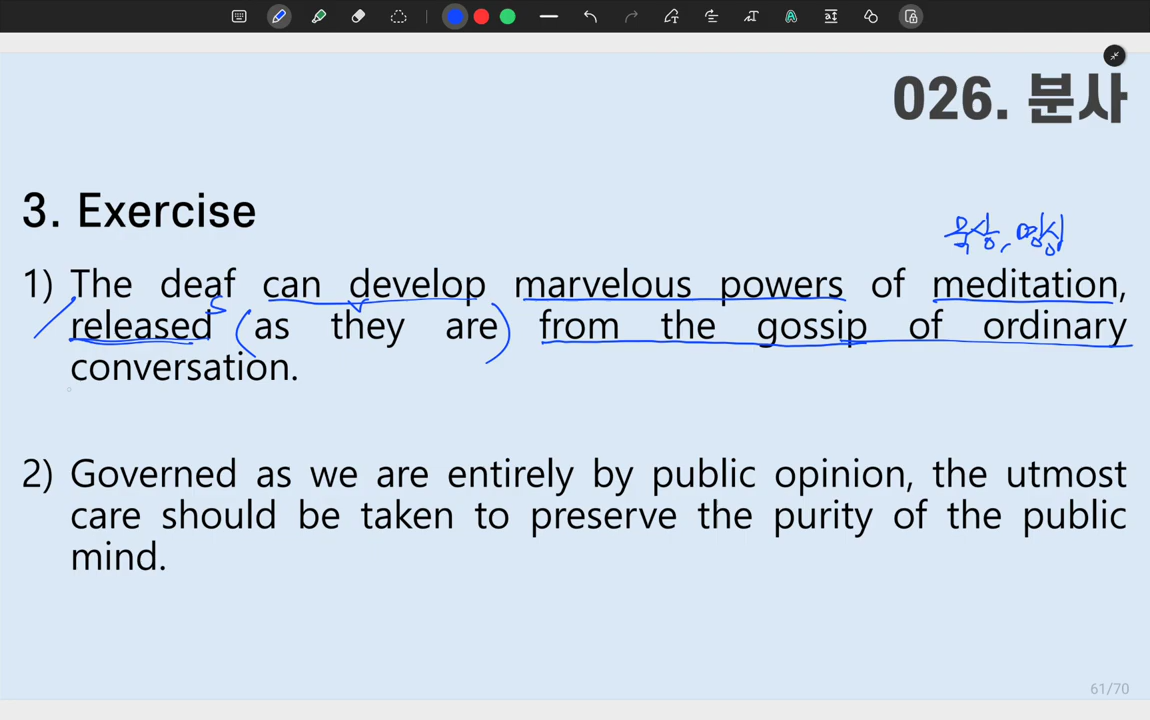 026. 분사
3. Exercise
묵상, 명상
1) The deaf can develop marvelous powers of meditation,
released as they are from the gossip of ordinary
conversation.
2) Governed as we are entirely by public opinion, the utmost
care should be taken to preserve the purity of the public
mind.
61/70